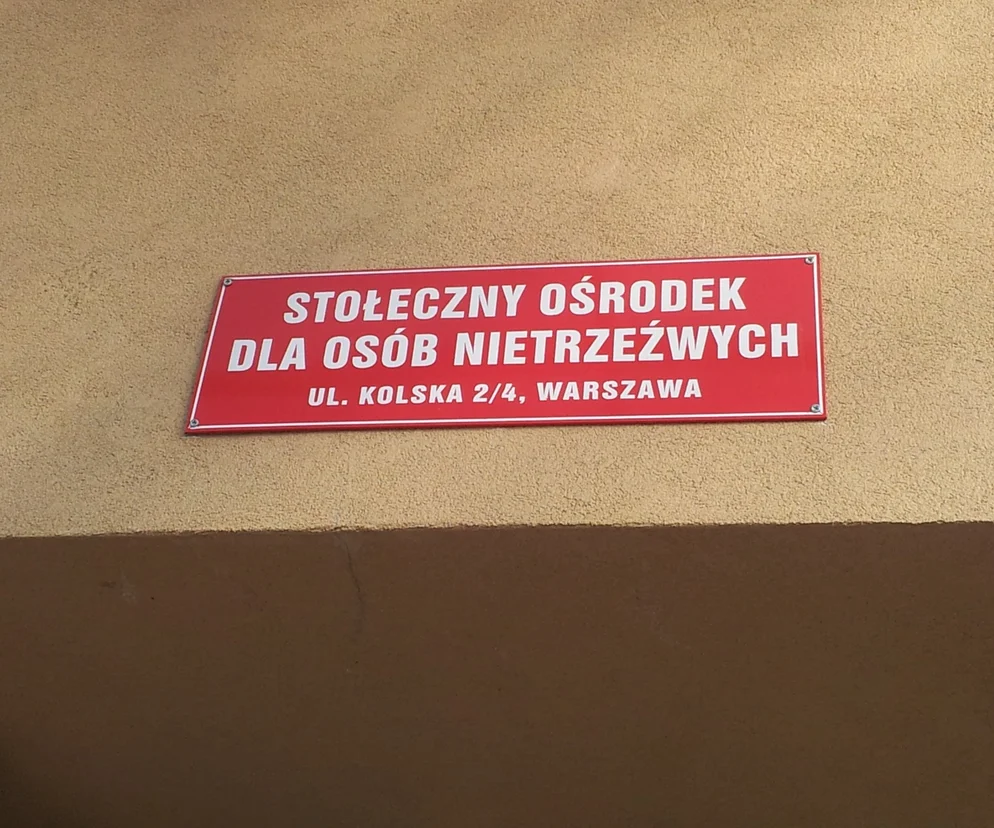 STOŁECZNY OŚRODEK
DLA OSÓB NIETRZEŹWYCH
UL. KOLSKA 2/4, WARSZAWA